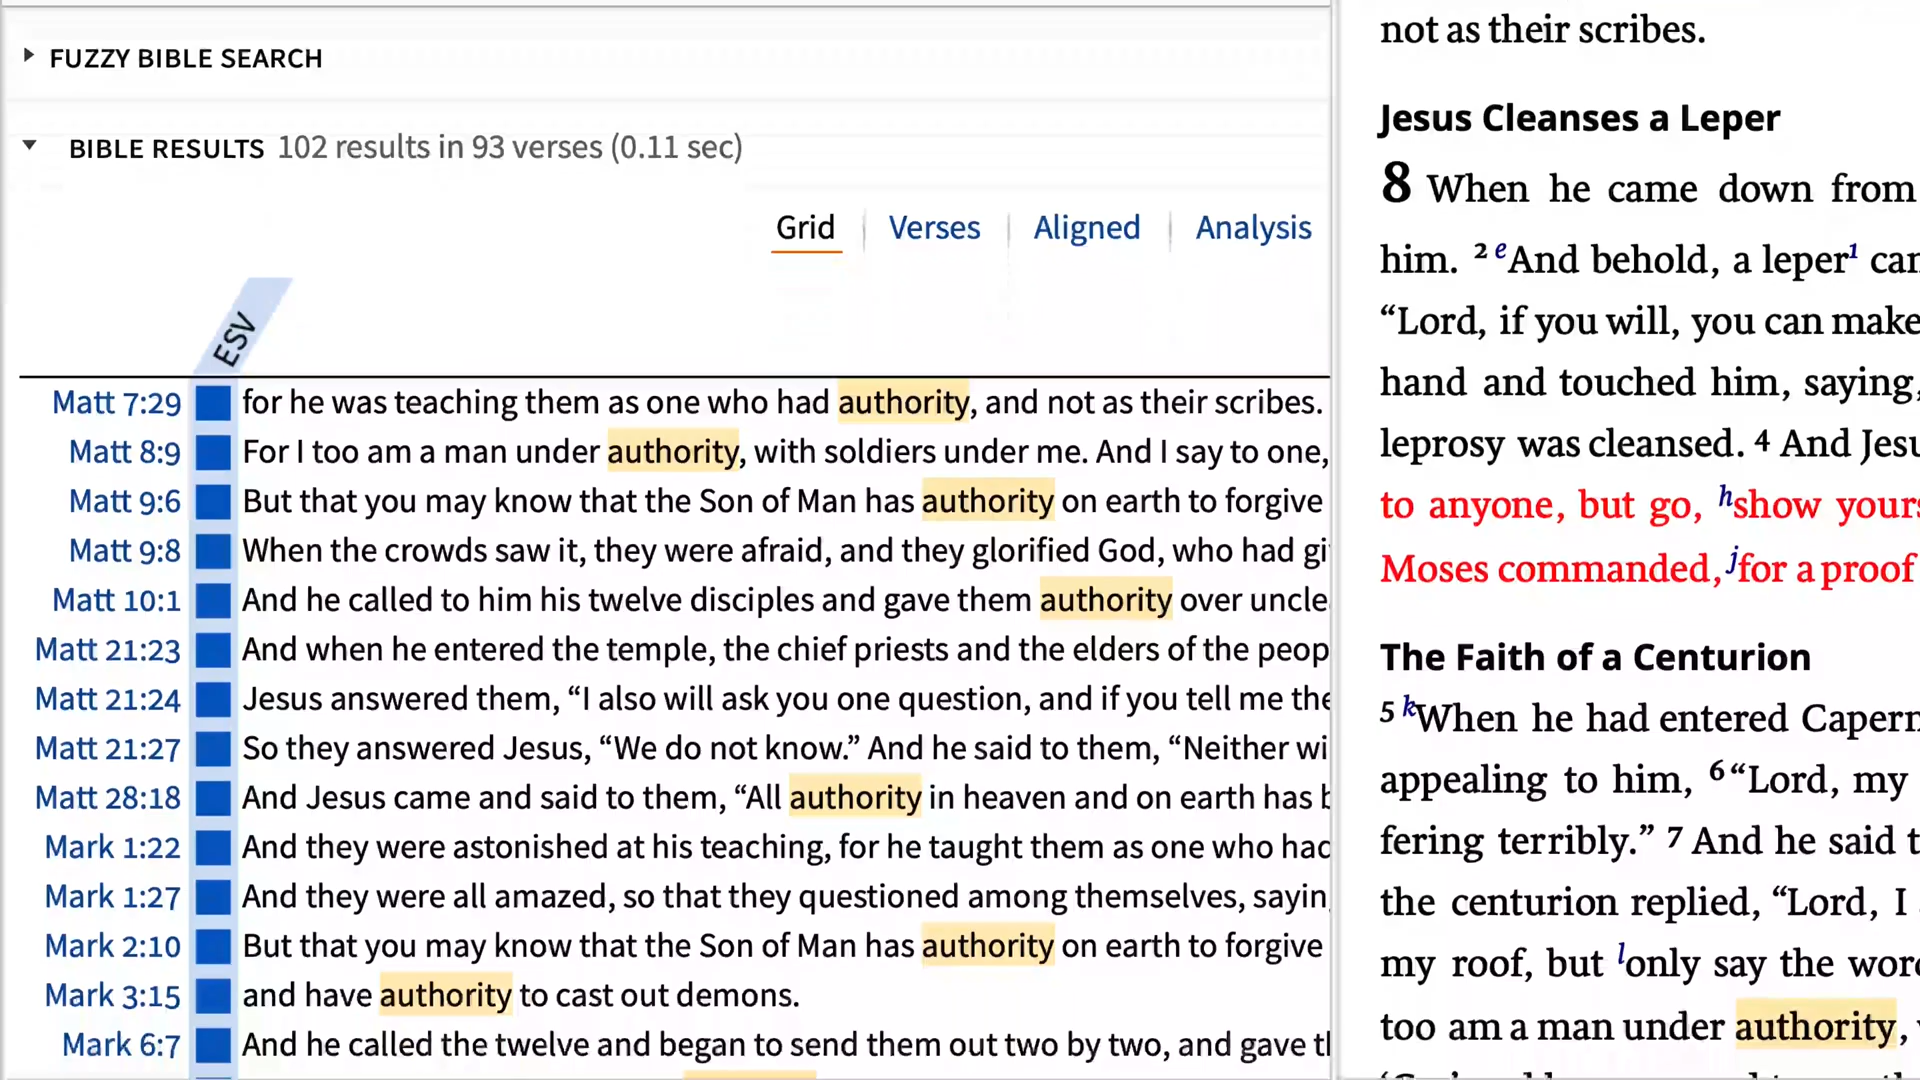 FUZZY BIBLE SEARCH
BIBLE RESULTS 102 results in 93 verses (0.11 sec)
Grid Verses Aligned Analysis
ESV
Matt 7:29 for he was teaching them as one who had authority, and not as their scribes.
Matt 8:9 For I too am a man under authority, with soldiers under me. And I say to one,
Matt 9:6 But that you may know that the Son of Man has authority on earth to forgive
Matt 9:8 When the crowds saw it, they were afraid, and they glorified God, who had gi
Matt 10:1 And he called to him his twelve disciples and gave them authority over uncle
Matt 21:23 And when he entered the temple, the chief priests and the elders of the peop
Matt 21:24 Jesus answered them, “I also will ask you one question, and if you tell me the
Matt 21:27 So they answered Jesus, “We do not know.” And he said to them, “Neither wi
Matt 28:18 And Jesus came and said to them, “All authority in heaven and on earth has b
Mark 1:22 And they were astonished at his teaching, for he taught them as one who had
Mark 1:27 And they were all amazed, so that they questioned among themselves, sayin
Mark 2:10 But that you may know that the Son of Man has authority on earth to forgive
Mark 3:15 and have authority to cast out demons.
Mark 6:7 And he called the twelve and began to send them out two by two, and gave th
not as their scribes.
Jesus Cleanses a Leper
8 When he came down from
him. 2 e And behold, a leper1 can
“Lord, if you will, you can make
hand and touched him, saying,
leprosy was cleansed. 4 And Jesu
to anyone, but go, h show yours
Moses commanded, j for a proof
The Faith of a Centurion
5 k When he had entered Capern
appealing to him, 6 “Lord, my
fering terribly.” 7 And he said t
the centurion replied, “Lord, I
my roof, but l only say the word
too am a man under authority,